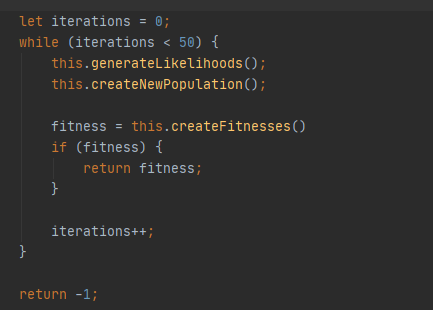 let iterations = 0;
while (iterations < 50) {
    this.generateLikelihoods();
    this.createNewPopulation();

    fitness = this.createFitnesses()
    if (fitness) {
        return fitness;
    }

    iterations++;
}

return -1;